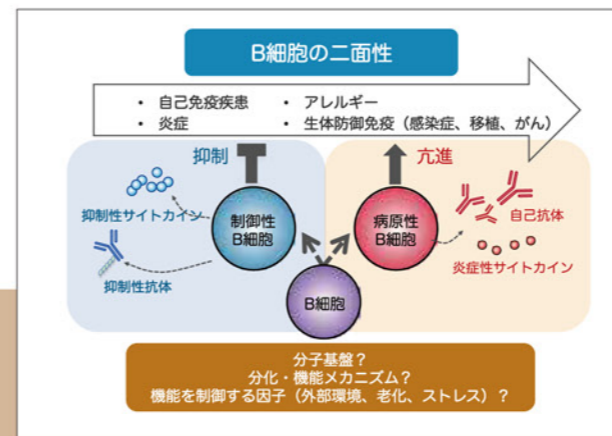 B細胞の二面性
・ 自己免疫疾患 ・ アレルギー
・ 炎症 ・ 生体防御免疫（感染症、移植、がん）
抑制
亢進
抑制性サイトカイン
制御性
B細胞
抑制性抗体
病原性
B細胞
自己抗体
炎症性サイトカイン
B細胞
分子基盤？
分化・機能メカニズム？
機能を制御する因子（外部環境、老化、ストレス）？